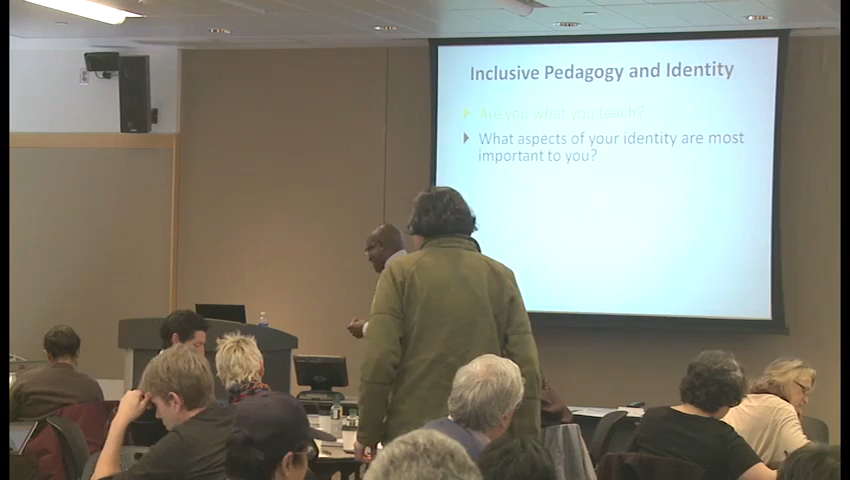 Inclusive Pedagogy and Identity
Are you what you teach?
What aspects of your identity are most
important to you?